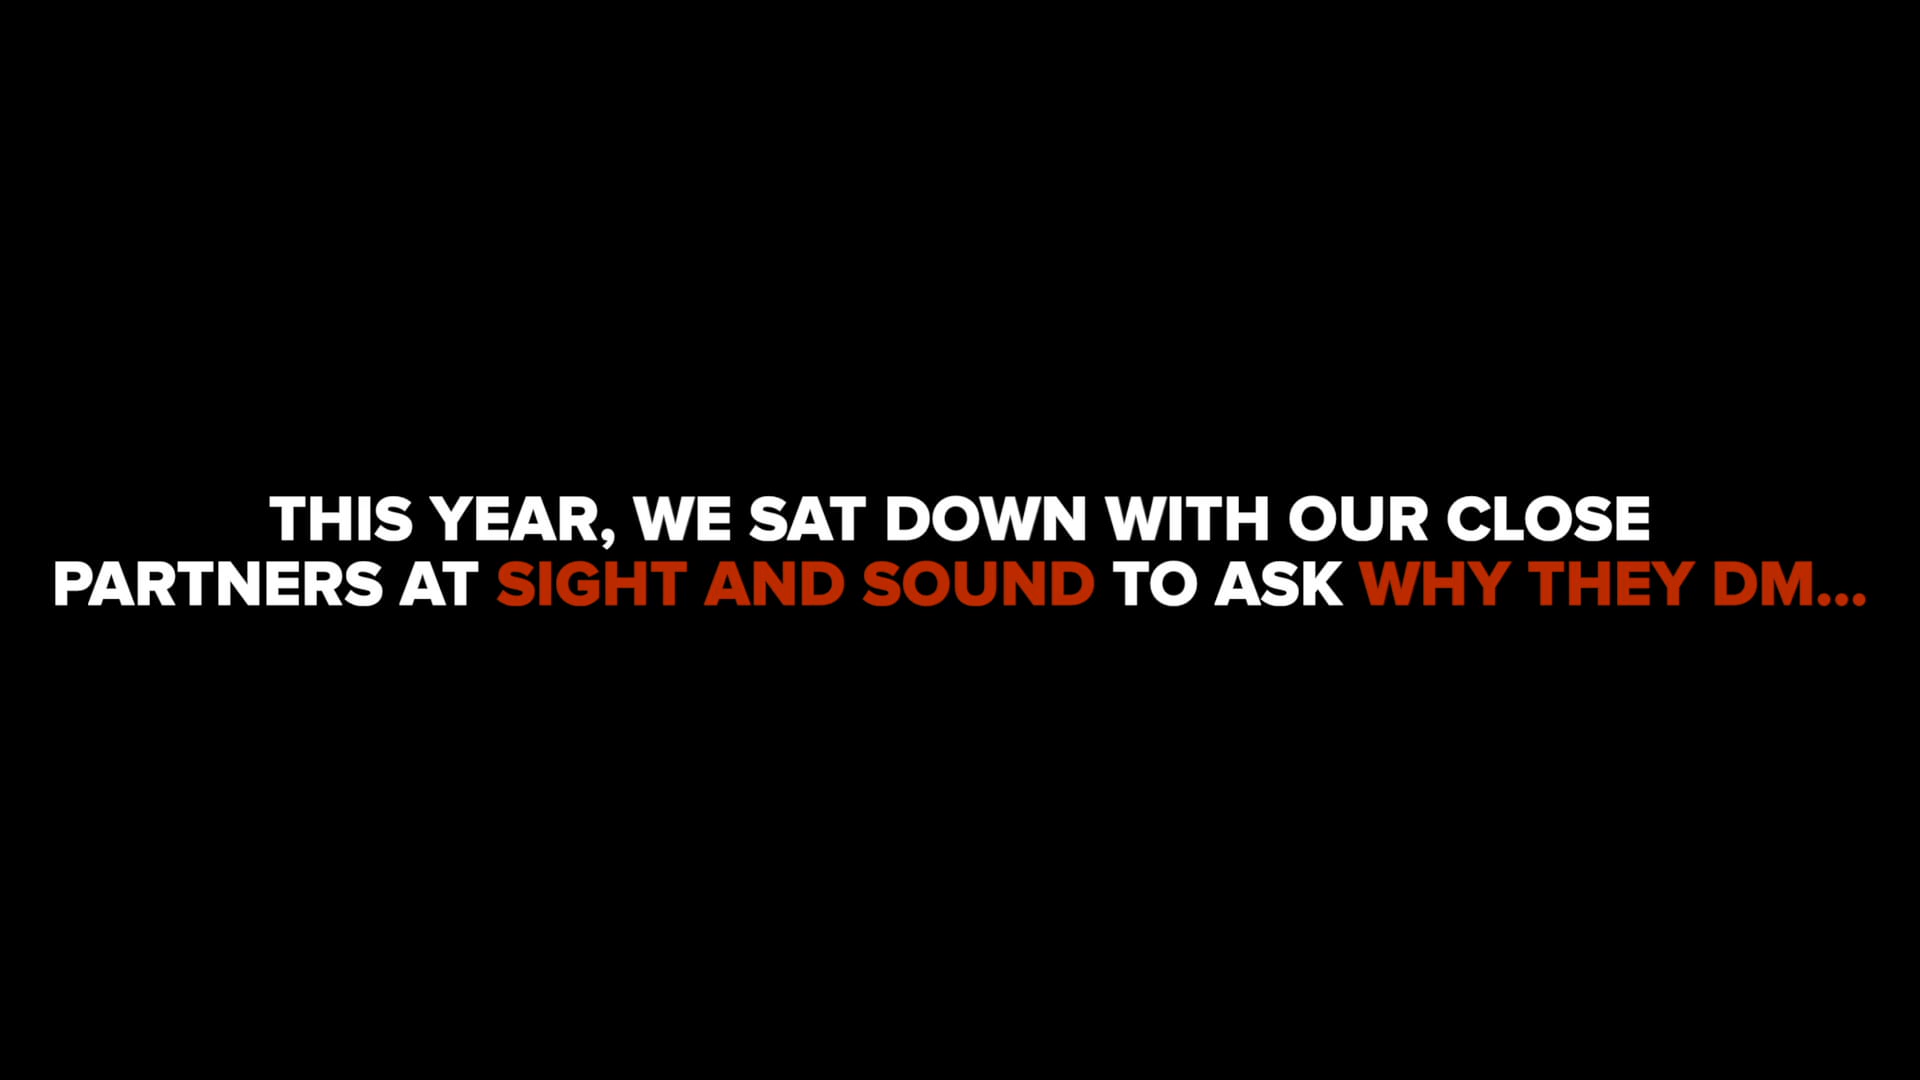 THIS YEAR, WE SAT DOWN WITH OUR CLOSE
PARTNERS AT SIGHT AND SOUND TO ASK WHY THEY DM...